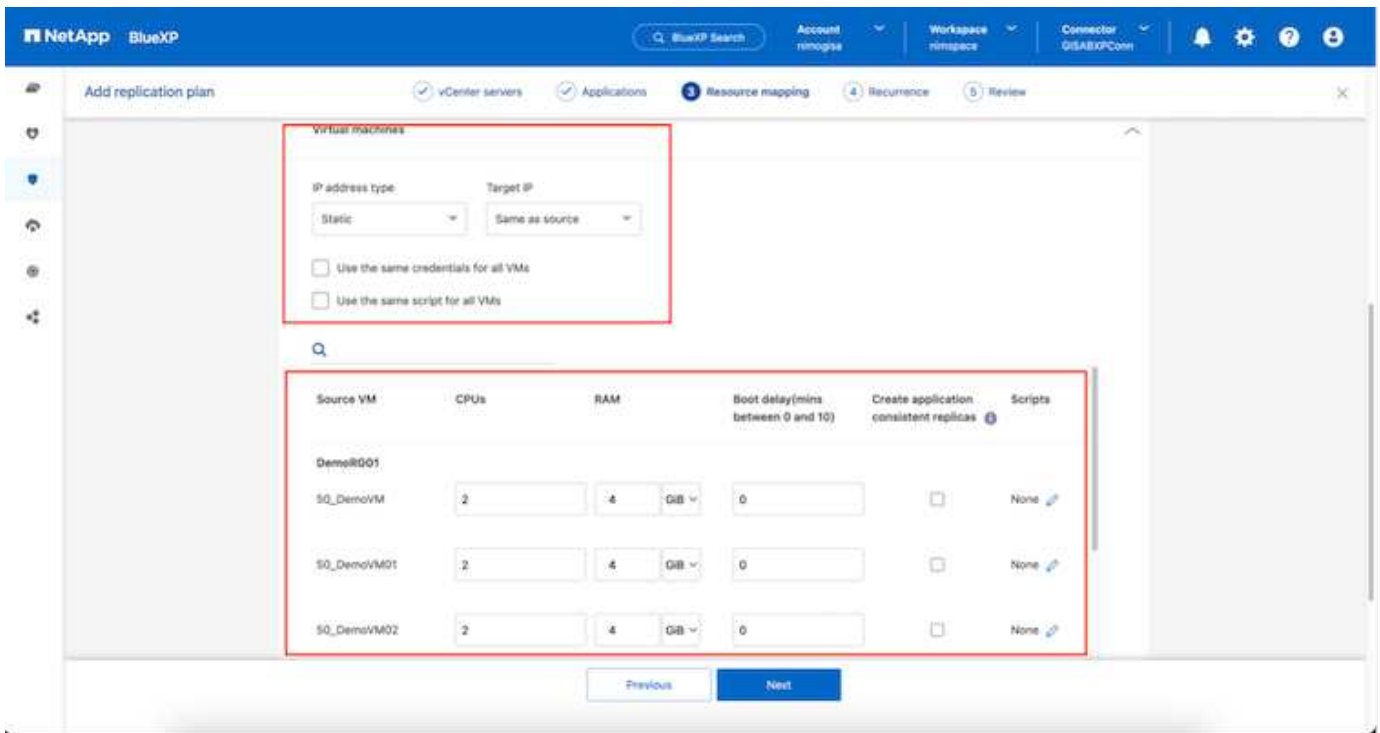 NetApp BlueXP
BlueXP Search
Account
nimogisa
Workspace
nimspace
Connector
GISABXPConn
Add replication plan
vCenter servers
Applications
3 Resource mapping
4 Recurrence
5 Review
Virtual machines
IP address type
Target IP
Static
Same as source
Use the same credentials for all VMs
Use the same script for all VMs
Source VM
CPUs
RAM
Boot delay(mins
between 0 and 10)
Create application
consistent replicas
Scripts
DemoRG01
S0_DemoVM 2 4 GiB 0 None
S0_DemoVM01 2 4 GiB 0 None
S0_DemoVM02 2 4 GiB 0 None
Previous
Next